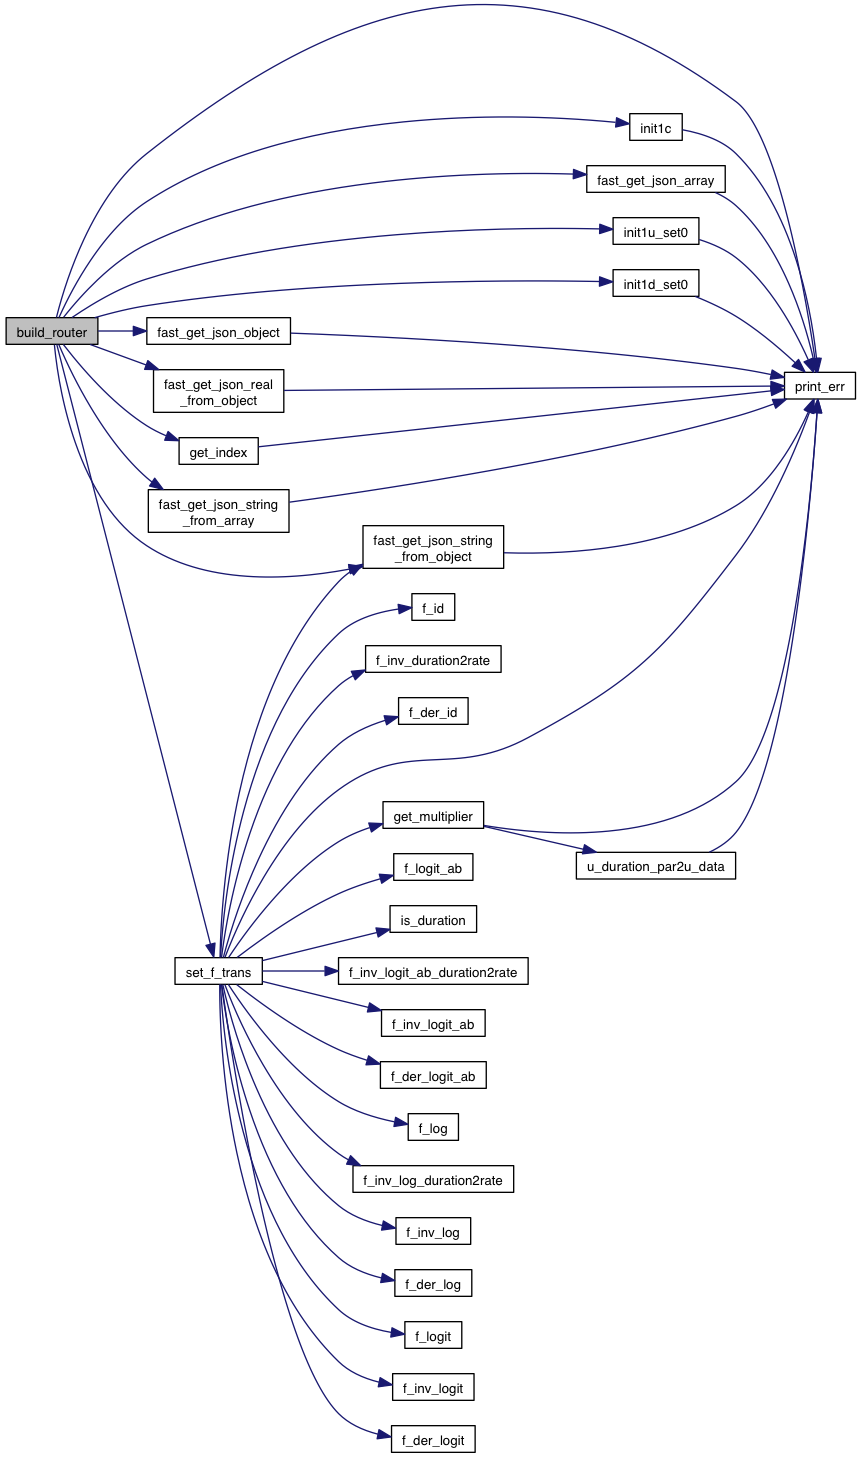 init1c
fast_get_json_array
init1u_set0
init1d_set0
build_router
fast_get_json_object
fast_get_json_real
_from_object
print_err
get_index
fast_get_json_string
_from_array
fast_get_json_string
_from_object
f_id
f_inv_duration2rate
f_der_id
get_multiplier
u_duration_par2u_data
f_logit_ab
is_duration
set_f_trans
f_inv_logit_ab_duration2rate
f_inv_logit_ab
f_der_logit_ab
f_log
f_inv_log_duration2rate
f_inv_log
f_der_log
f_logit
f_inv_logit
f_der_logit